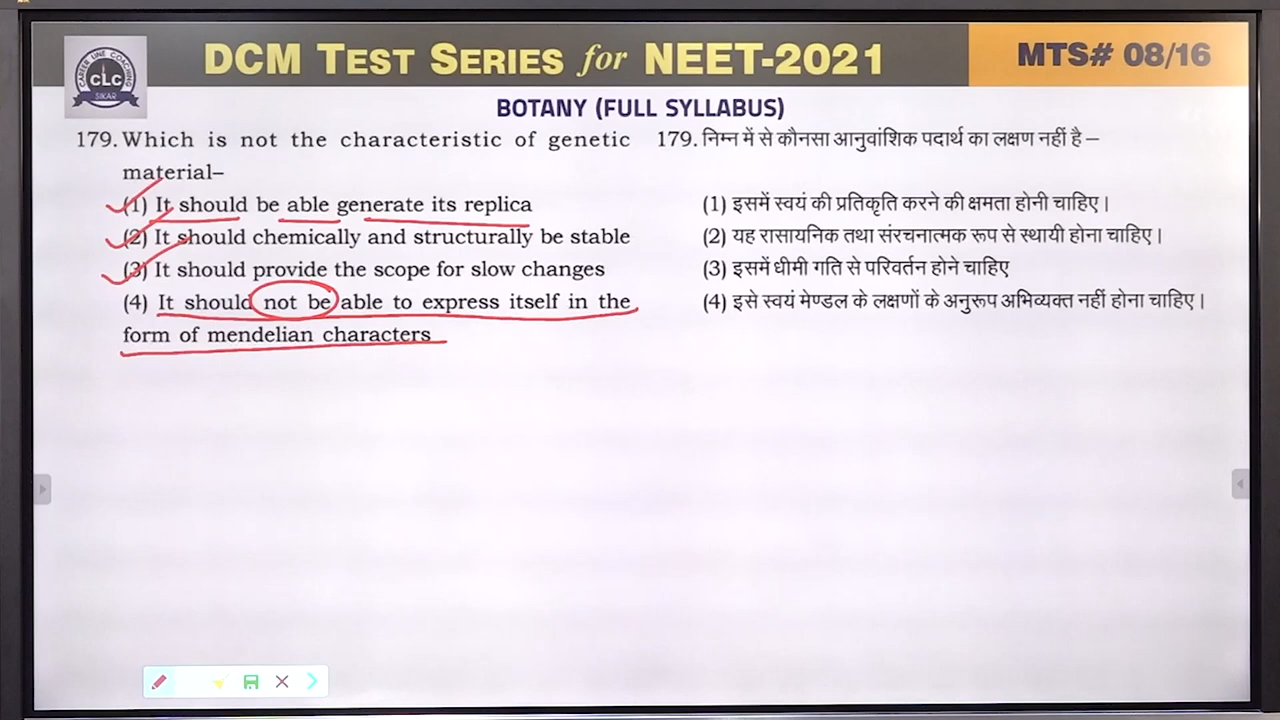 DCM TEST SERIES for NEET-2021
MTS# 08/16
CAREER LINE COACHING
CLC
SIKAR
BOTANY (FULL SYLLABUS)
179. Which is not the characteristic of genetic
material–
(1) It should be able generate its replica
(2) It should chemically and structurally be stable
(3) It should provide the scope for slow changes
(4) It should not be able to express itself in the
form of mendelian characters
179. निम्न में से कौनसा आनुवांशिक पदार्थ का लक्षण नहीं है –
(1) इसमें स्वयं की प्रतिकृति करने की क्षमता होनी चाहिए।
(2) यह रासायनिक तथा संरचनात्मक रूप से स्थायी होना चाहिए।
(3) इसमें धीमी गति से परिवर्तन होने चाहिए
(4) इसे स्वयं मेण्डल के लक्षणों के अनुरूप अभिव्यक्त नहीं होना चाहिए।